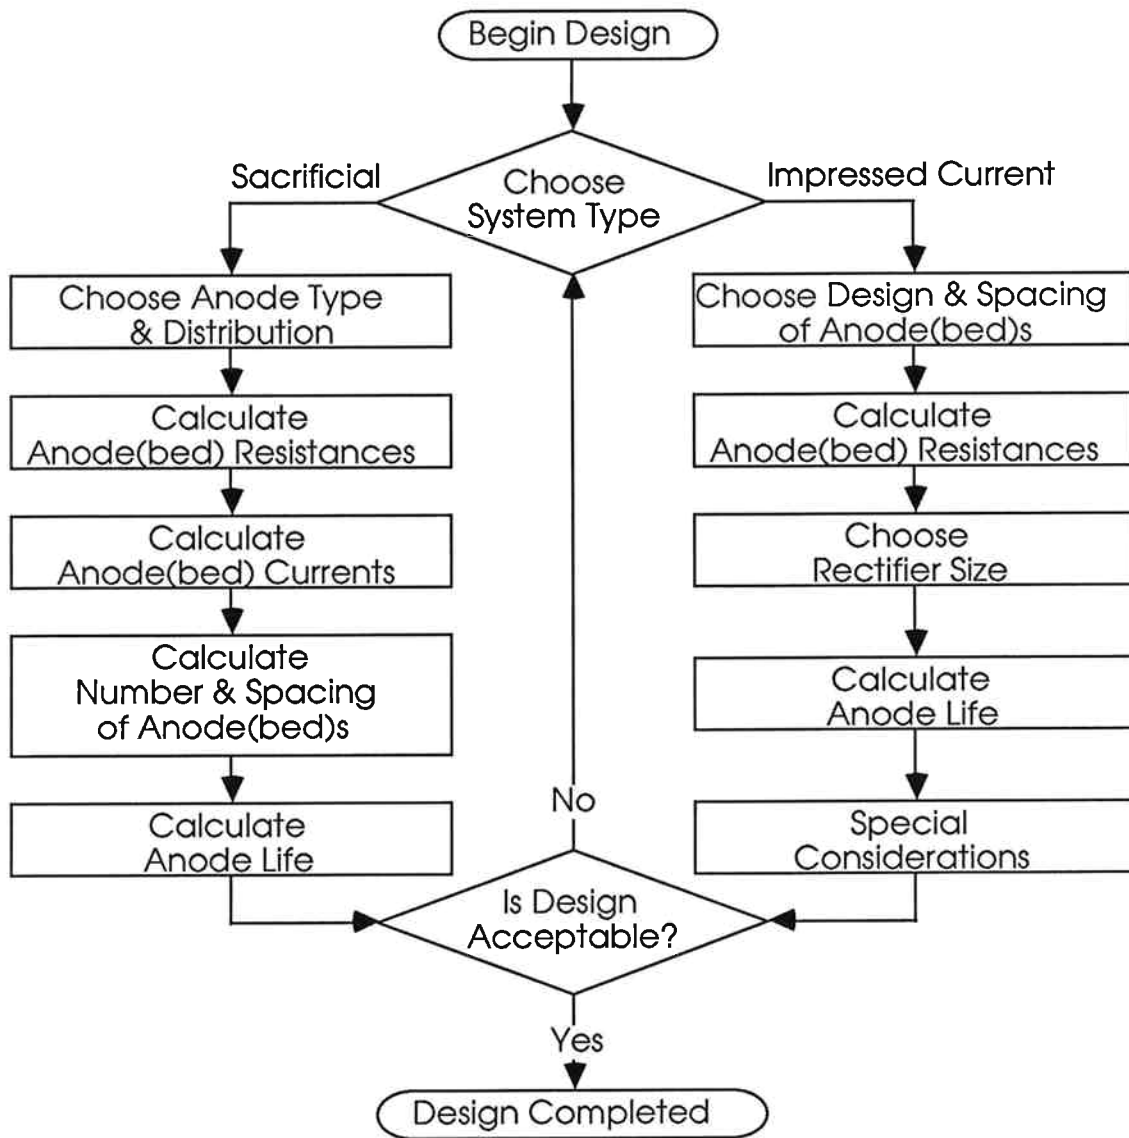 Begin Design
Choose
System Type
Sacrificial
Impressed Current
Choose Anode Type
& Distribution
Calculate
Anode(bed) Resistances
Calculate
Anode(bed) Currents
Calculate
Number & Spacing
of Anode(bed)s
Calculate
Anode Life
Choose Design & Spacing
of Anode(bed)s
Calculate
Anode(bed) Resistances
Choose
Rectifier Size
Calculate
Anode Life
Special
Considerations
No
Is Design
Acceptable?
Yes
Design Completed